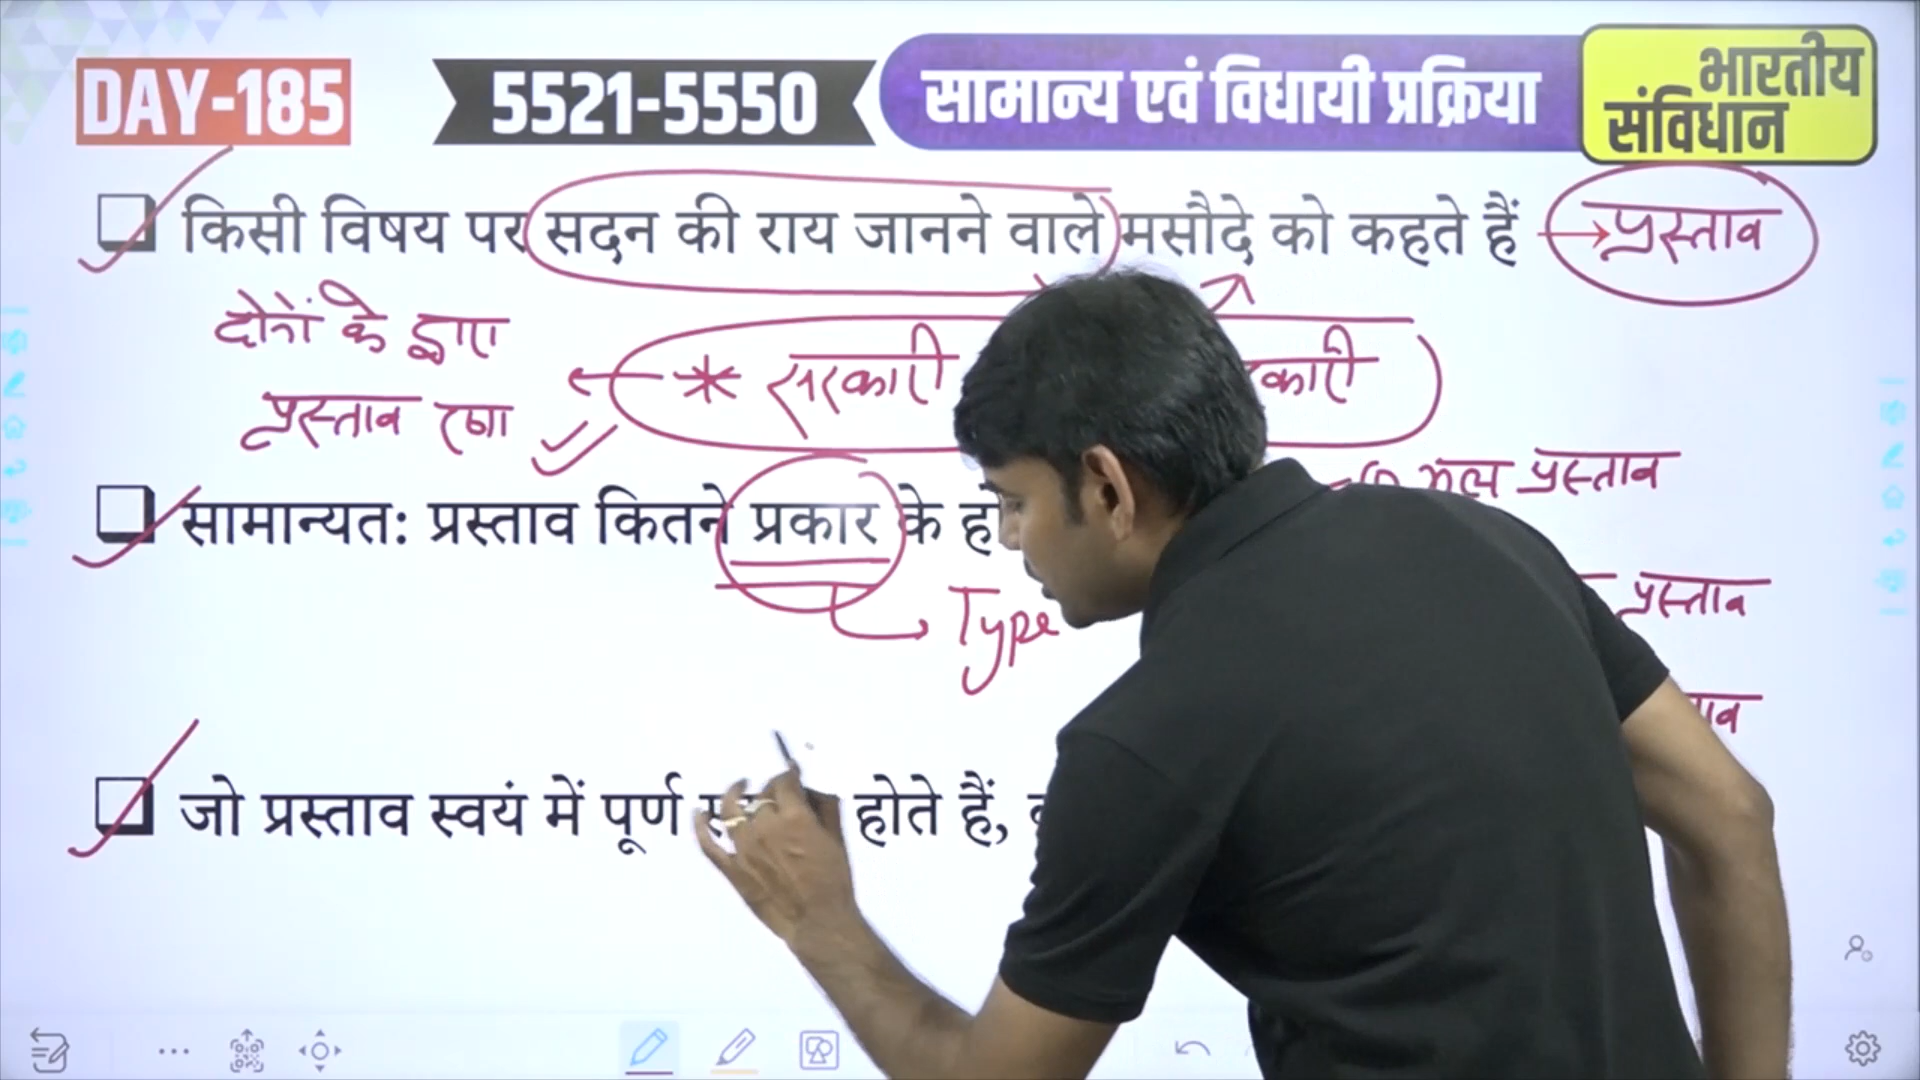 DAY-185
5521-5550
सामान्य एवं विधायी प्रक्रिया
भारतीय
संविधान
किसी विषय पर सदन की राय जानने वाले मसौदे को कहते हैं → प्रस्ताव
दोनों के द्वारा
प्रस्ताव रखा
* सरकारी
सामान्यत: प्रस्ताव कितने प्रकार के
Type
प्रस्ताव
प्रस्ताव
जो प्रस्ताव स्वयं में पूर्ण होते हैं,